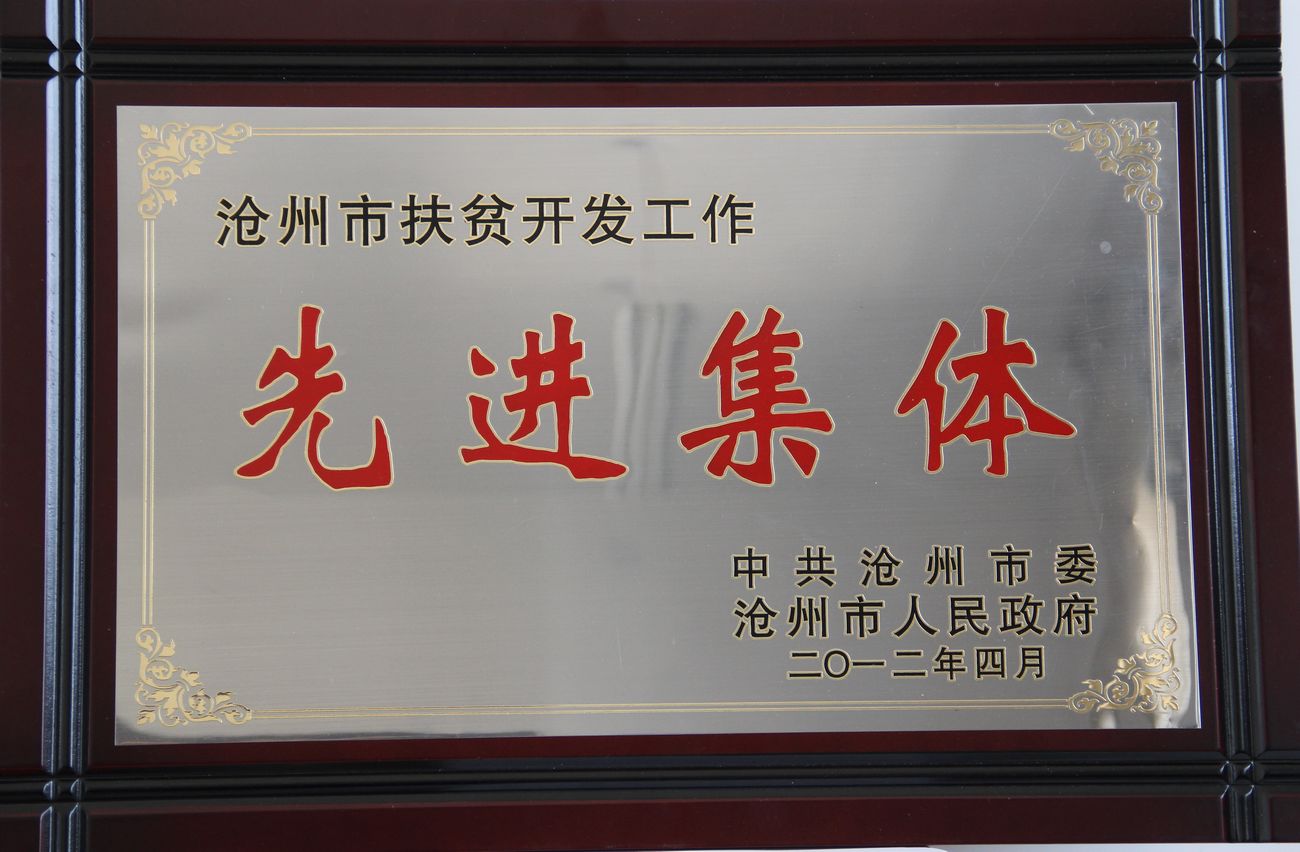 沧州市扶贫开发工作
先进集体
中共沧州市委
沧州市人民政府
二〇一二年四月